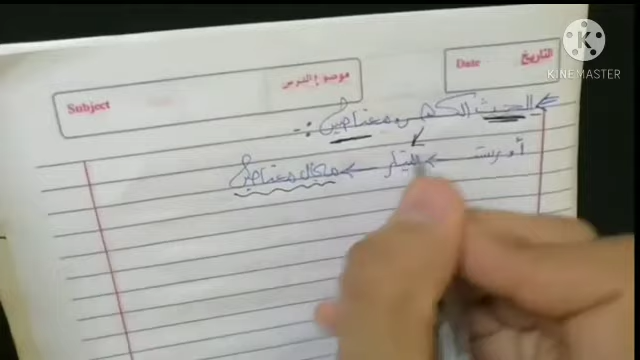 Subject موضوع الدرس
Date التاريخ
KINEMASTER
الحث الكهرومغناطيسي :-
أورستد ← التيار ← مجال مغناطيسي